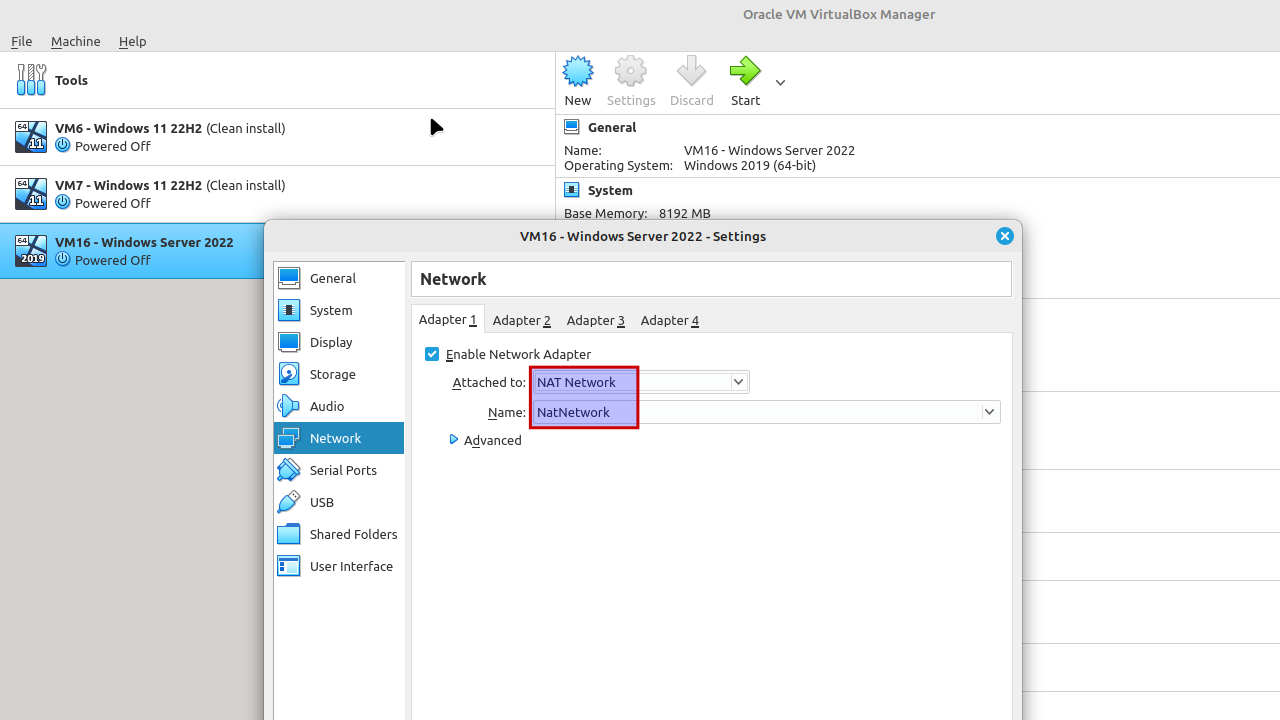 Oracle VM VirtualBox Manager
File Machine Help
Tools
New Settings Discard Start
64 11 VM6 - Windows 11 22H2 (Clean install)
Powered Off
64 11 VM7 - Windows 11 22H2 (Clean install)
Powered Off
64 2019 VM16 - Windows Server 2022
Powered Off
General
Name: VM16 - Windows Server 2022
Operating System: Windows 2019 (64-bit)
System
Base Memory: 8192 MB
VM16 - Windows Server 2022 - Settings
General
System
Display
Storage
Audio
Network
Serial Ports
USB
Shared Folders
User Interface
Network
Adapter 1 Adapter 2 Adapter 3 Adapter 4
Enable Network Adapter
Attached to: NAT Network
Name: NatNetwork
Advanced